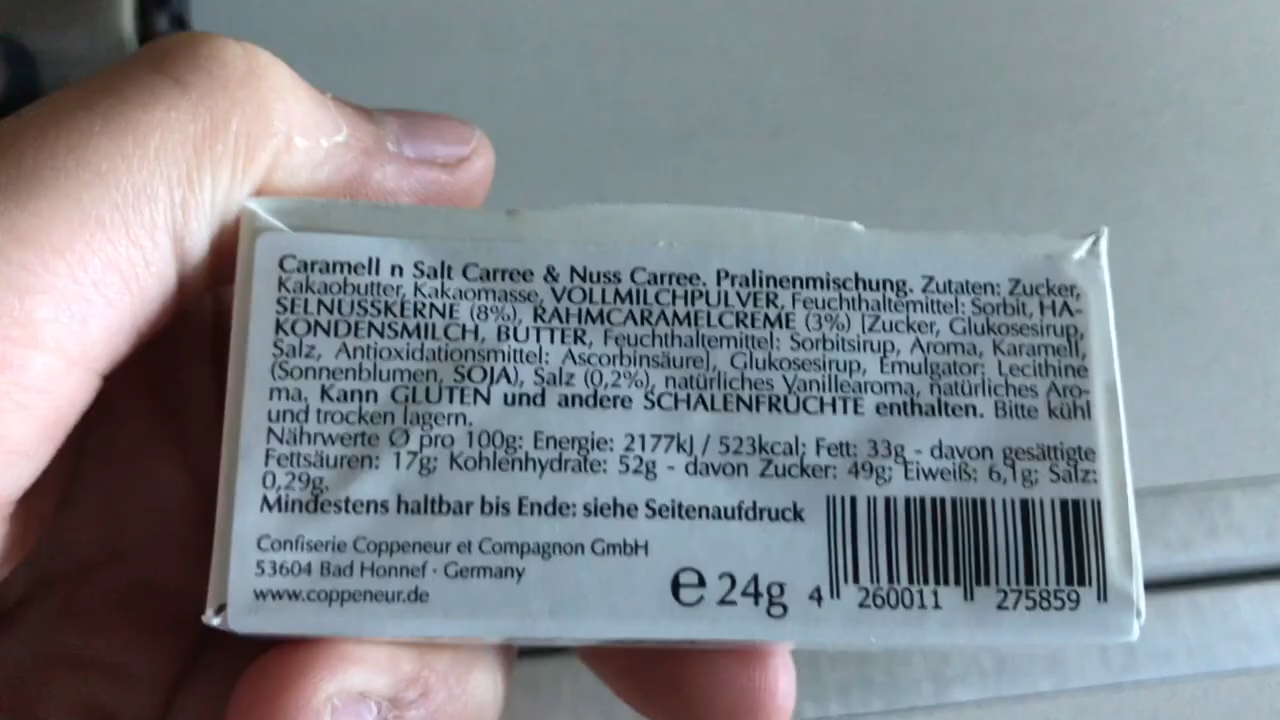 Caramell n Salt Carree & Nuss Carree. Pralinenmischung. Zutaten: Zucker,
Kakaobutter, Kakaomasse, VOLLMILCHPULVER, Feuchthaltemittel: Sorbit, HA-
SELNUSSKERNE (8%), RAHMCARAMELCREME (3%) [Zucker, Glukosesirup,
KONDENSMILCH, BUTTER, Feuchthaltemittel: Sorbitsirup, Aroma, Karamell,
Salz, Antioxidationsmittel: Ascorbinsäure], Glukosesirup, Emulgator: Lecithine
(Sonnenblumen, SOJA), Salz (0,2%), natürliches Vanillearoma, natürliches Aro-
ma. Kann GLUTEN und andere SCHALENFRÜCHTE enthalten. Bitte kühl
und trocken lagern.
Nährwerte Ø pro 100g: Energie: 2177kJ / 523kcal; Fett: 33g - davon gesättigte
Fettsäuren: 17g; Kohlenhydrate: 52g - davon Zucker: 49g; Eiweiß: 6,1g; Salz:
0,29g.
Mindestens haltbar bis Ende: siehe Seitenaufdruck
Confiserie Coppeneur et Compagnon GmbH
53604 Bad Honnef · Germany
www.coppeneur.de
e 24g
4 260011 275859